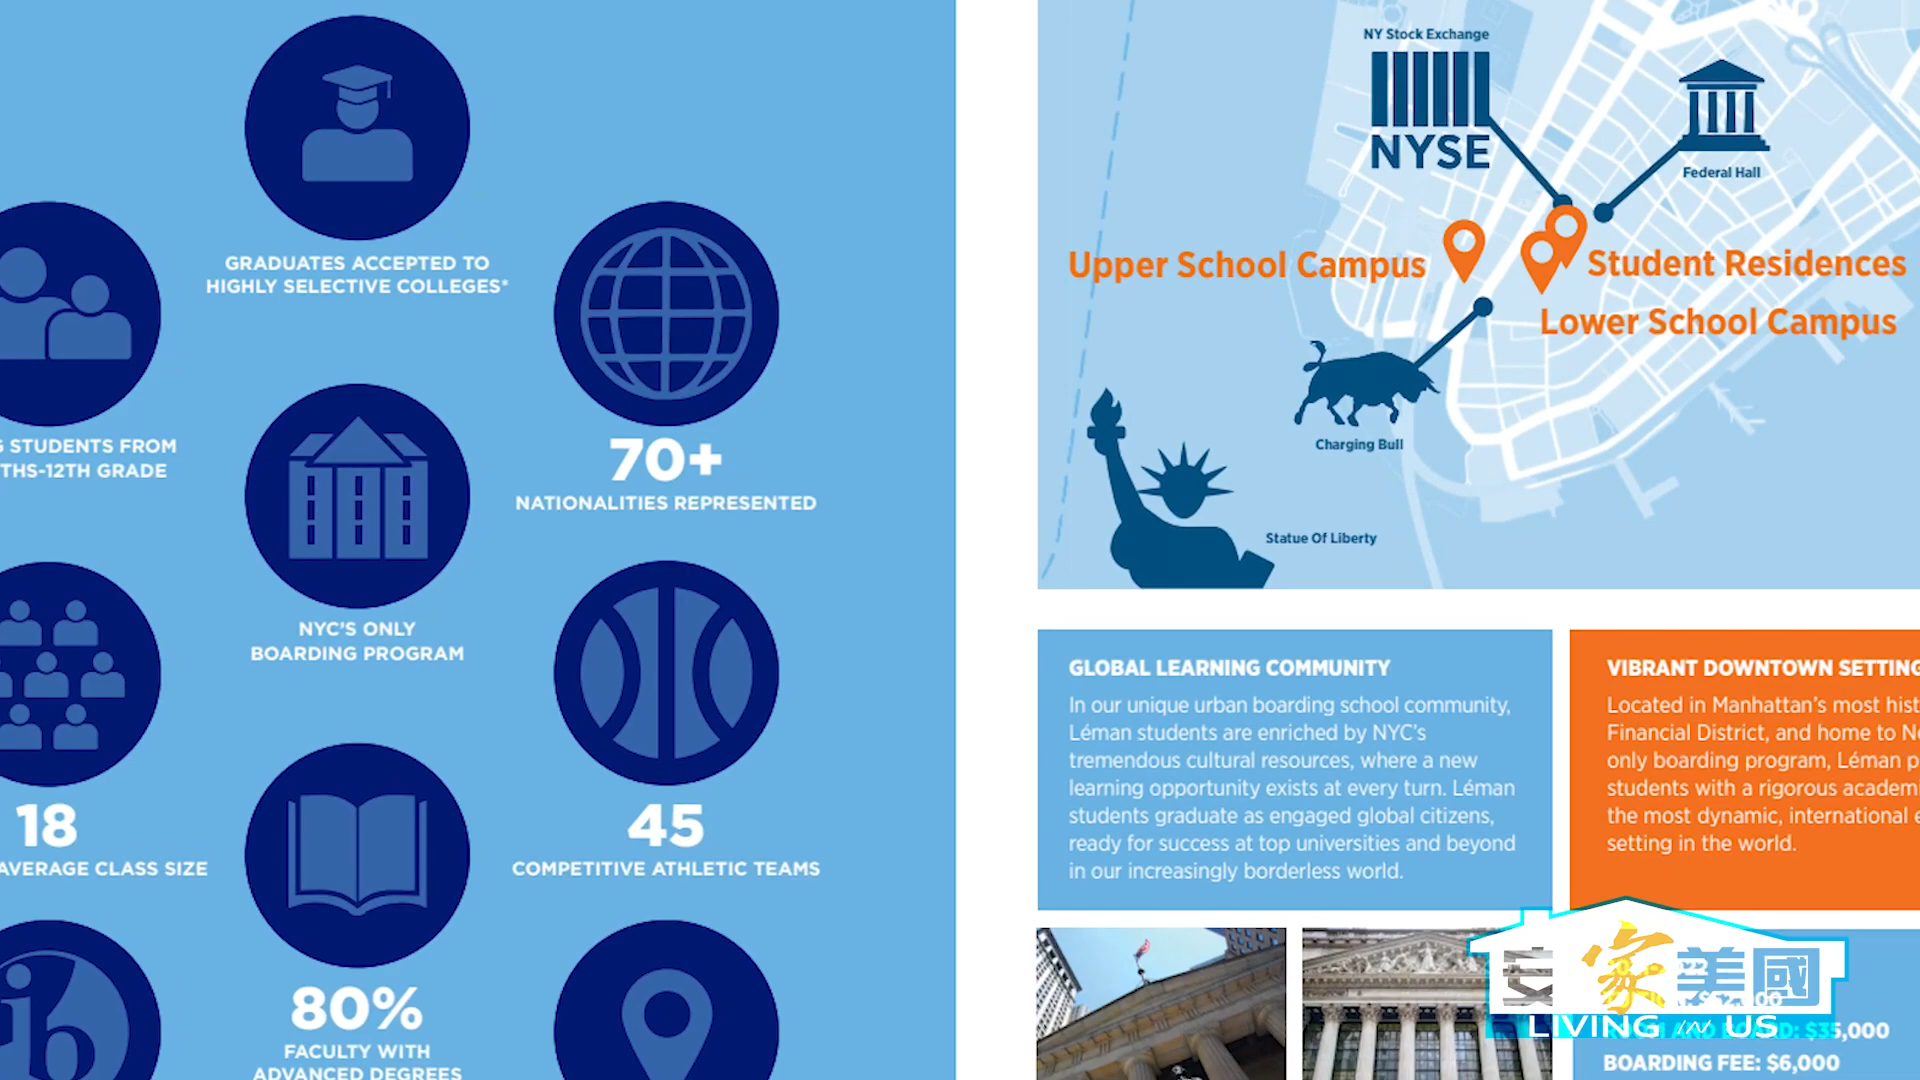 GRADUATES ACCEPTED TO
HIGHLY SELECTIVE COLLEGES*
STUDENTS FROM
THS-12TH GRADE
70+
NATIONALITIES REPRESENTED
NYC'S ONLY
BOARDING PROGRAM
18
AVERAGE CLASS SIZE
45
COMPETITIVE ATHLETIC TEAMS
ib
80%
FACULTY WITH
ADVANCED DEGREES
NY Stock Exchange
NYSE
Federal Hall
Upper School Campus
Student Residences
Lower School Campus
Charging Bull
Statue Of Liberty
GLOBAL LEARNING COMMUNITY
In our unique urban boarding school community,
Léman students are enriched by NYC's
tremendous cultural resources, where a new
learning opportunity exists at every turn. Léman
students graduate as engaged global citizens,
ready for success at top universities and beyond
in our increasingly borderless world.
VIBRANT DOWNTOWN SETTING
Located in Manhattan's most hist
Financial District, and home to Ne
only boarding program, Léman p
students with a rigorous academi
the most dynamic, international e
setting in the world.
安家美國
LIVING IN US
AND BOARD: $35,000
BOARDING FEE: $6,000